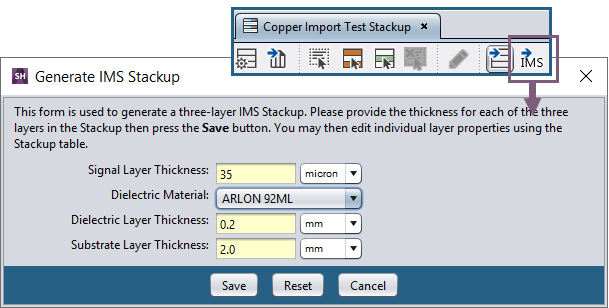 Copper Import Test Stackup ×
IMS
SH Generate IMS Stackup
This form is used to generate a three-layer IMS Stackup. Please provide the thickness for each of the three
layers in the Stackup then press the Save button. You may then edit individual layer properties using the
Stackup table.
Signal Layer Thickness: 35 micron
Dielectric Material: ARLON 92ML
Dielectric Layer Thickness: 0.2 mm
Substrate Layer Thickness: 2.0 mm
Save Reset Cancel